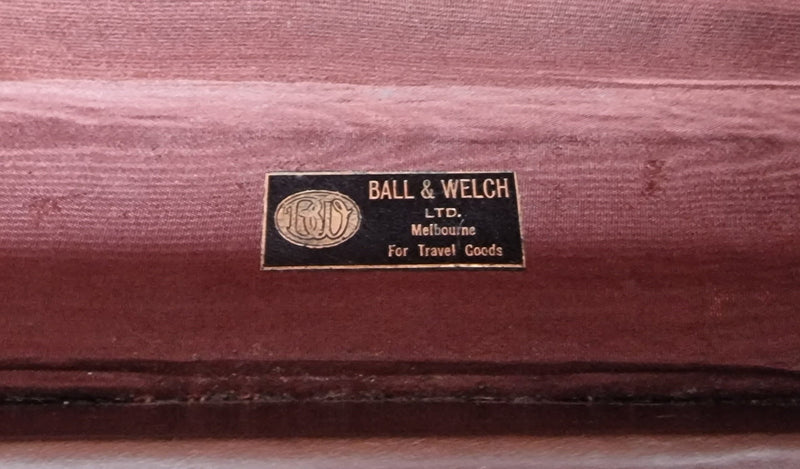 BALL & WELCH
LTD.
Melbourne
For Travel Goods